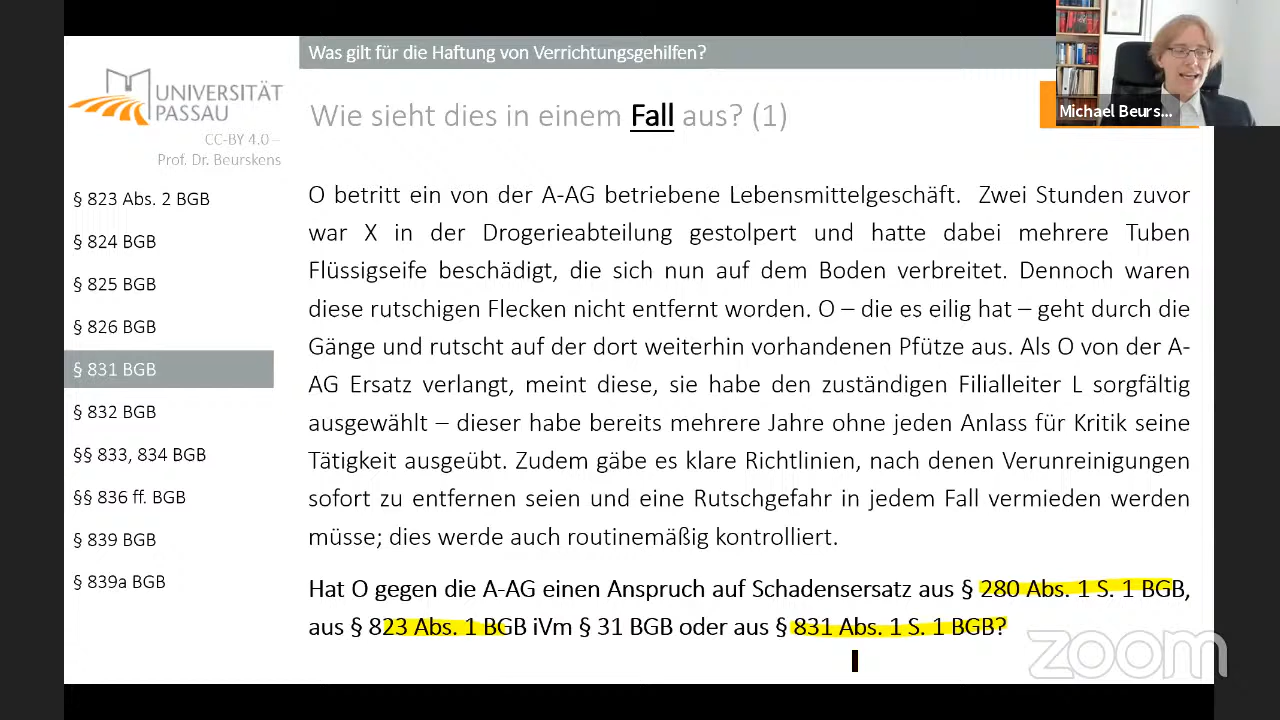 Was gilt für die Haftung von Verrichtungsgehilfen?
UNIVERSITÄT
PASSAU
CC-BY 4.0 –
Prof. Dr. Beurskens
Wie sieht dies in einem Fall aus? (1)
Michael Beurs...
§ 823 Abs. 2 BGB
§ 824 BGB
§ 825 BGB
§ 826 BGB
§ 831 BGB
§ 832 BGB
§§ 833, 834 BGB
§§ 836 ff. BGB
§ 839 BGB
§ 839a BGB
O betritt ein von der A-AG betriebene Lebensmittelgeschäft. Zwei Stunden zuvor
war X in der Drogerieabteilung gestolpert und hatte dabei mehrere Tuben
Flüssigseife beschädigt, die sich nun auf dem Boden verbreitet. Dennoch waren
diese rutschigen Flecken nicht entfernt worden. O – die es eilig hat – geht durch die
Gänge und rutscht auf der dort weiterhin vorhandenen Pfütze aus. Als O von der A-
AG Ersatz verlangt, meint diese, sie habe den zuständigen Filialleiter L sorgfältig
ausgewählt – dieser habe bereits mehrere Jahre ohne jeden Anlass für Kritik seine
Tätigkeit ausgeübt. Zudem gäbe es klare Richtlinien, nach denen Verunreinigungen
sofort zu entfernen seien und eine Rutschgefahr in jedem Fall vermieden werden
müsse; dies werde auch routinemäßig kontrolliert.
Hat O gegen die A-AG einen Anspruch auf Schadensersatz aus § 280 Abs. 1 S. 1 BGB,
aus § 823 Abs. 1 BGB iVm § 31 BGB oder aus § 831 Abs. 1 S. 1 BGB?
zoom